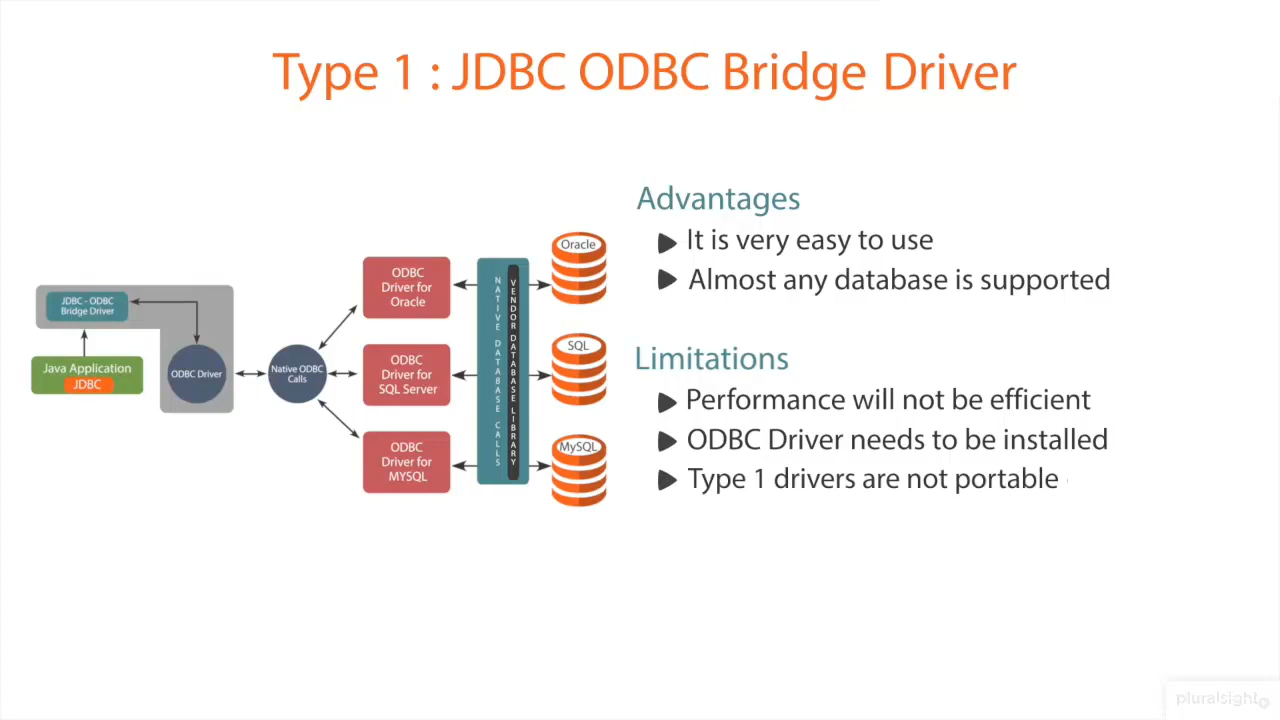 Type 1 : JDBC ODBC Bridge Driver
JDBC - ODBC
Bridge Driver
Java Application
JDBC
ODBC Driver
Native ODBC
Calls
ODBC
Driver for
Oracle
ODBC
Driver for
SQL Server
ODBC
Driver for
MYSQL
NATIVE DATABASE CALLS
VENDOR DATABASE LIBRARY
Oracle
SQL
MySQL
Advantages
It is very easy to use
Almost any database is supported
Limitations
Performance will not be efficient
ODBC Driver needs to be installed
Type 1 drivers are not portable
pluralsight